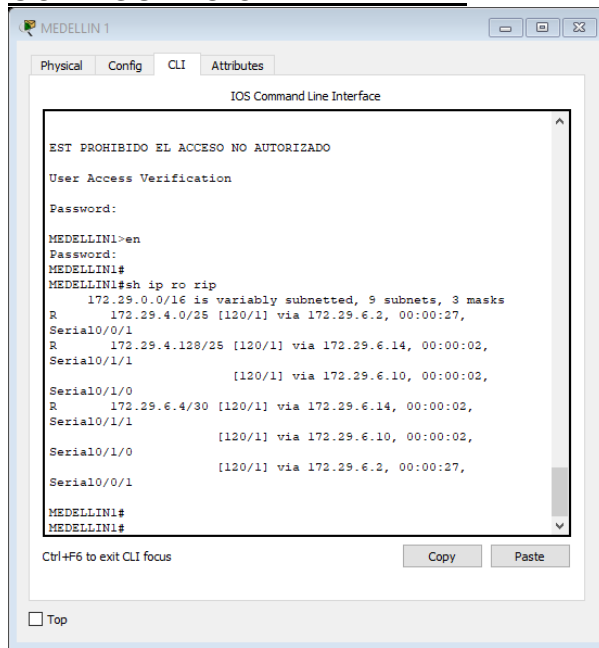 MEDELLIN 1
Physical Config CLI Attributes
IOS Command Line Interface
EST PROHIBIDO EL ACCESO NO AUTORIZADO
User Access Verification
Password:
MEDELLIN1>en
Password:
MEDELLIN1#
MEDELLIN1#sh ip ro rip
172.29.0.0/16 is variably subnetted, 9 subnets, 3 masks
R 172.29.4.0/25 [120/1] via 172.29.6.2, 00:00:27,
Serial0/0/1
R 172.29.4.128/25 [120/1] via 172.29.6.14, 00:00:02,
Serial0/1/1
[120/1] via 172.29.6.10, 00:00:02,
Serial0/1/0
R 172.29.6.4/30 [120/1] via 172.29.6.14, 00:00:02,
Serial0/1/1
[120/1] via 172.29.6.10, 00:00:02,
Serial0/1/0
[120/1] via 172.29.6.2, 00:00:27,
Serial0/0/1
MEDELLIN1#
MEDELLIN1#
Ctrl+F6 to exit CLI focus
Copy Paste
Top